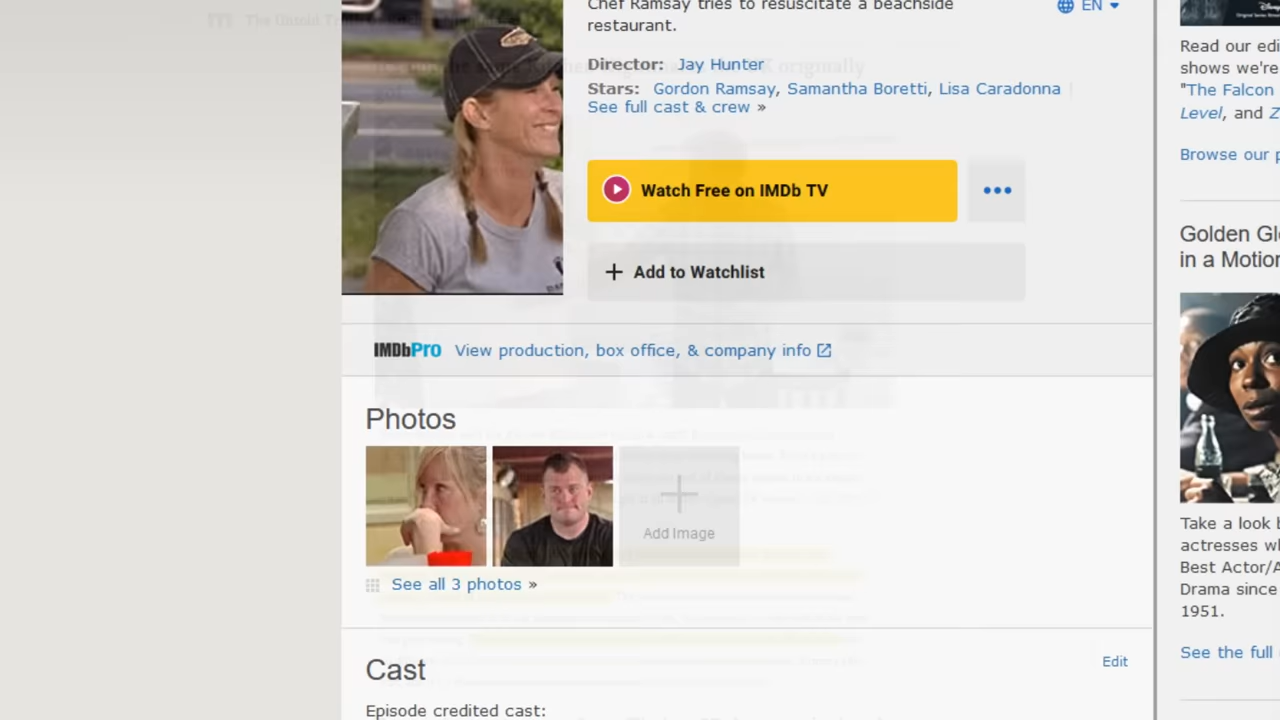 Chef Ramsay tries to resuscitate a beachside
restaurant.
EN
Director: Jay Hunter
Stars: Gordon Ramsay, Samantha Boretti, Lisa Caradonna |
See full cast & crew »
Watch Free on IMDb TV
Add to Watchlist
IMDbPro View production, box office, & company info
Photos
Add Image
See all 3 photos »
Cast
Edit
Episode credited cast:
Read our edi
shows we're
"The Falcon
Level, and Z
Browse our p
Golden Gl
in a Motion
Take a look b
actresses w
Best Actor/A
Drama since
1951.
See the full